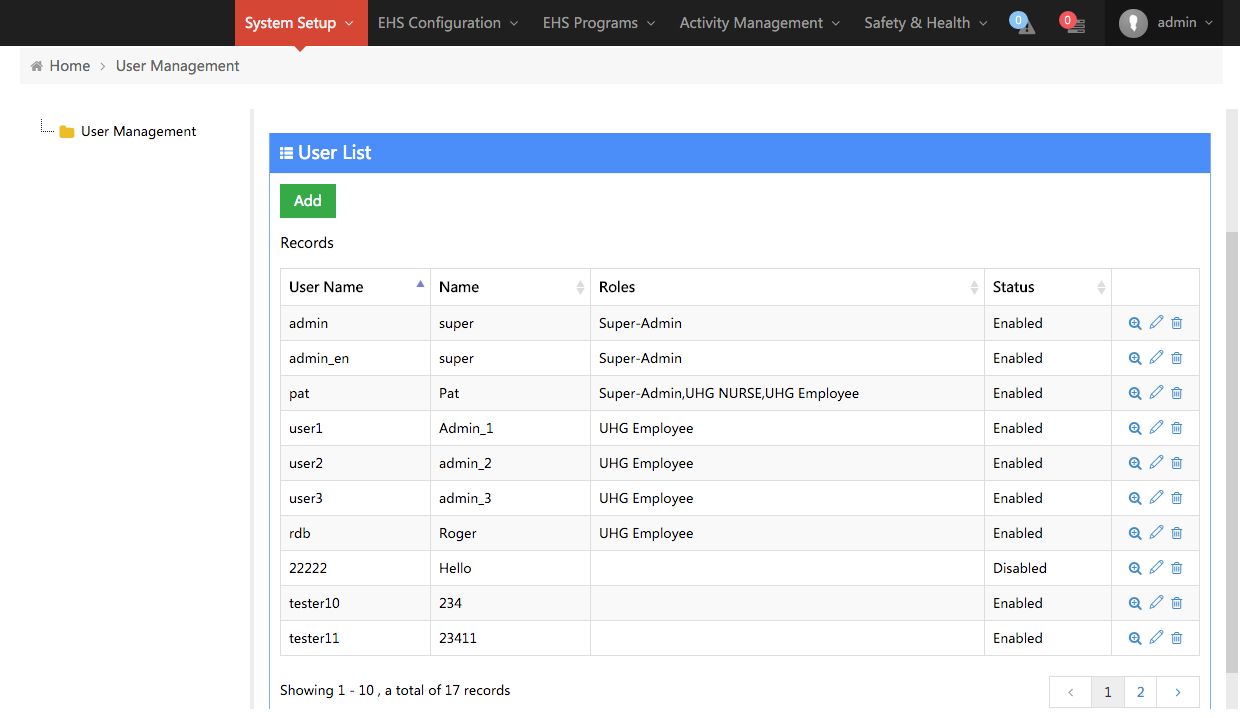 System Setup EHS Configuration EHS Programs Activity Management Safety & Health 0 0 admin
Home > User Management
User Management
User List
Add
Records
User Name Name Roles Status
admin super Super-Admin Enabled
admin_en super Super-Admin Enabled
pat Pat Super-Admin,UHG NURSE,UHG Employee Enabled
user1 Admin_1 UHG Employee Enabled
user2 admin_2 UHG Employee Enabled
user3 admin_3 UHG Employee Enabled
rdb Roger UHG Employee Enabled
22222 Hello Disabled
tester10 234 Enabled
tester11 23411 Enabled
Showing 1 - 10 , a total of 17 records < 1 2 >